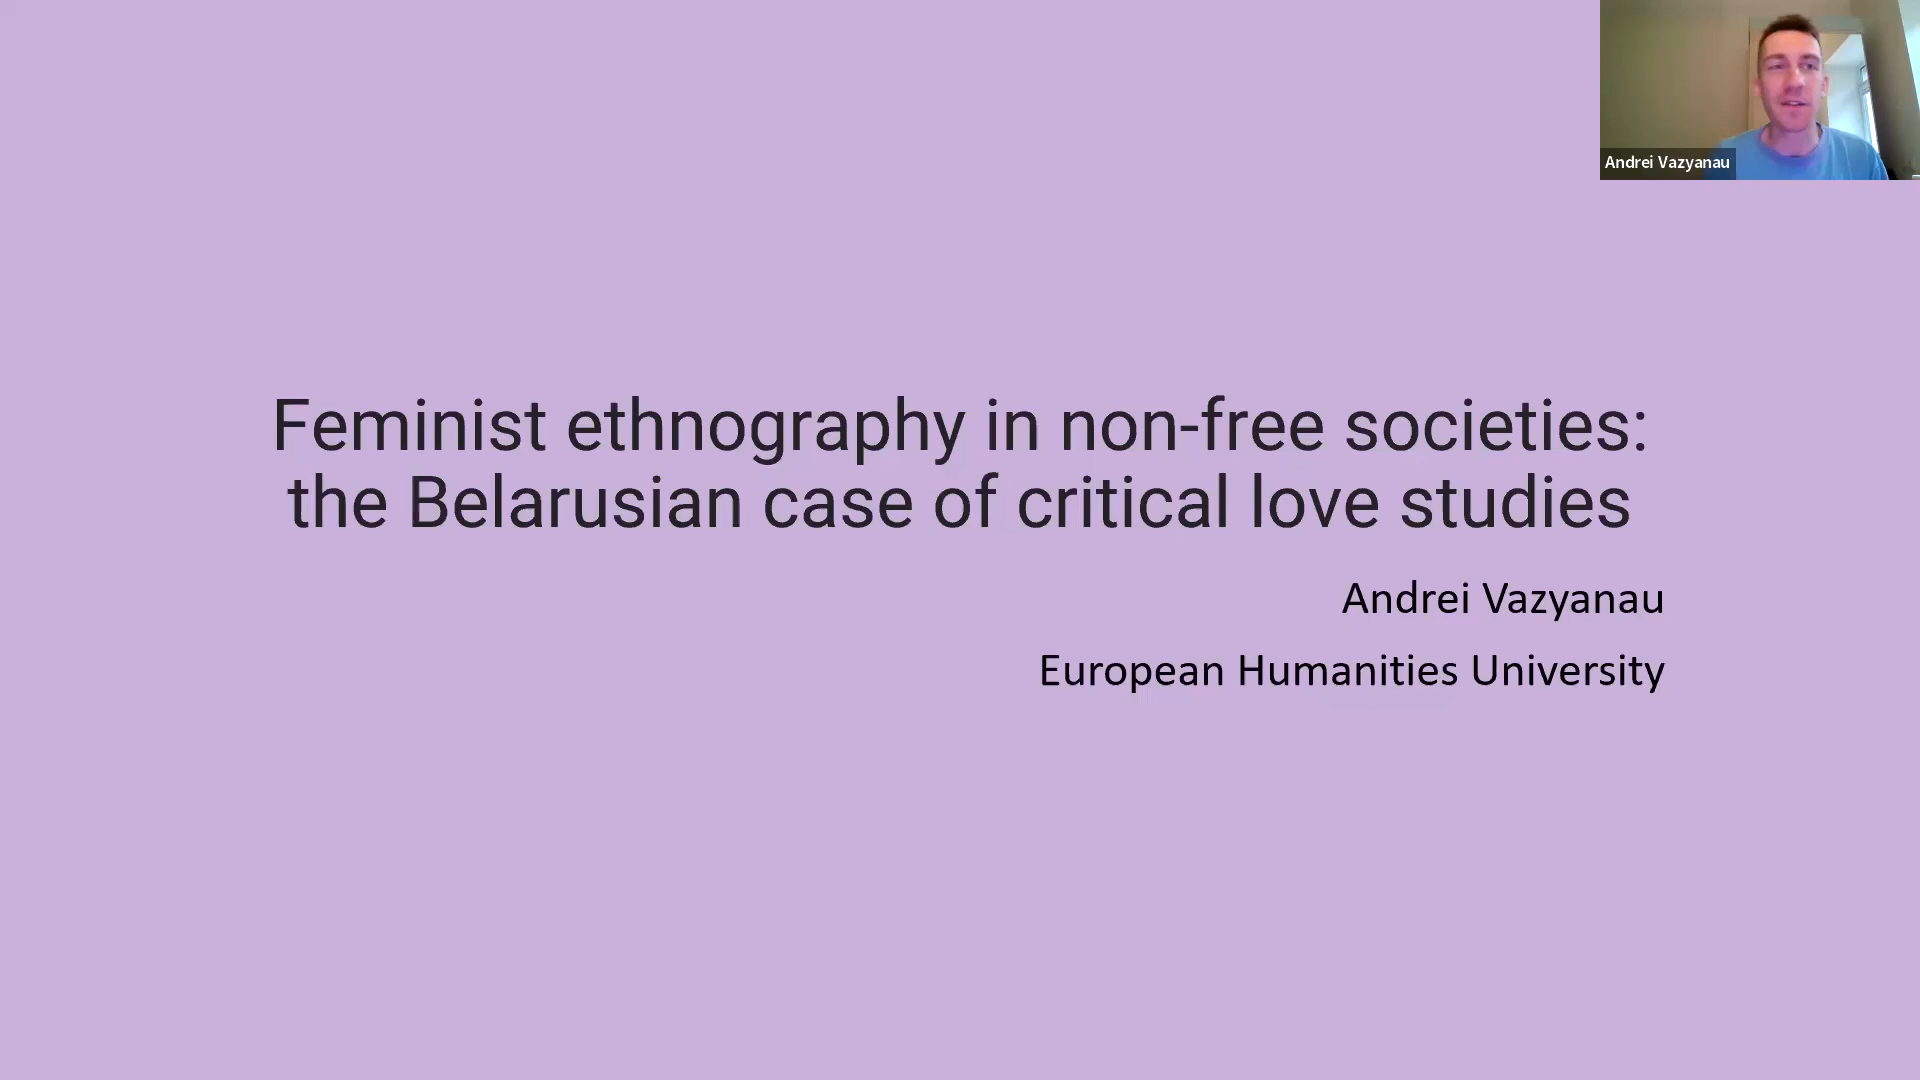 Andrei Vazyanau
Feminist ethnography in non-free societies:
the Belarusian case of critical love studies
Andrei Vazyanau
European Humanities University